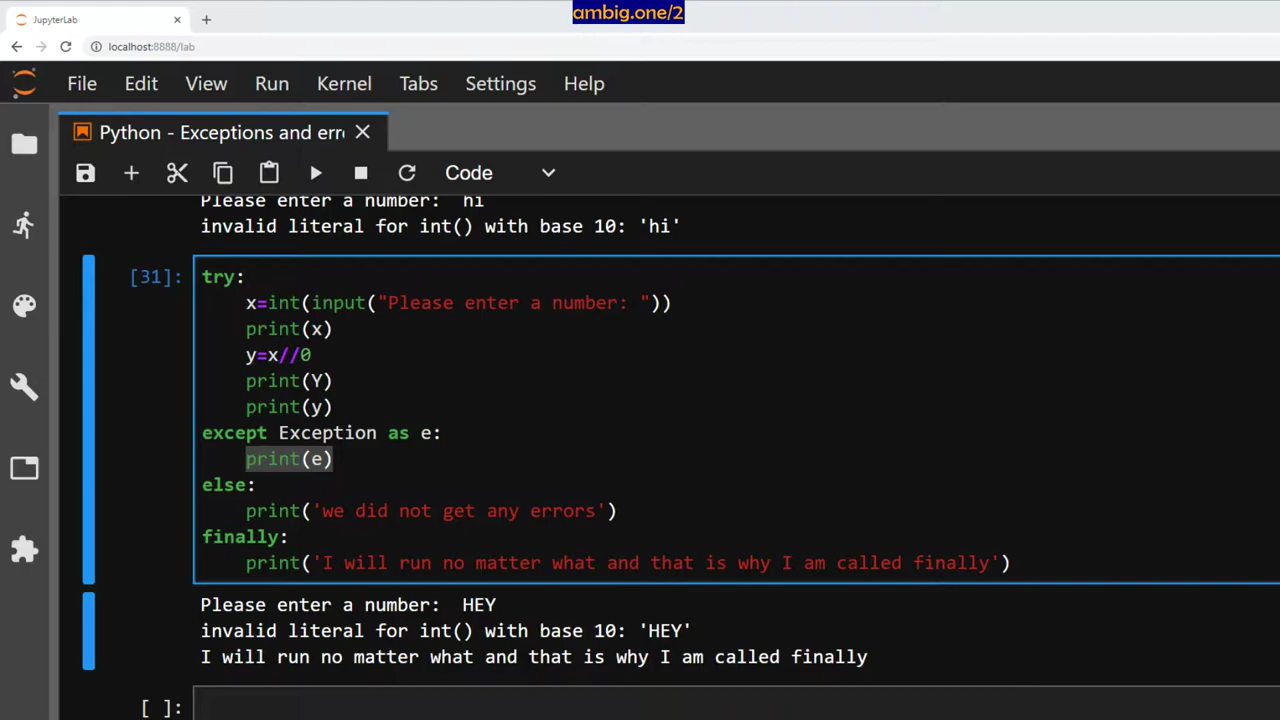 ambig.one/2
JupyterLab
localhost:8888/lab
File Edit View Run Kernel Tabs Settings Help
Python - Exceptions and erro
Code
Please enter a number:  hi
invalid literal for int() with base 10: 'hi'
[31]:
try:
    x=int(input("Please enter a number: "))
    print(x)
    y=x//0
    print(Y)
    print(y)
except Exception as e:
    print(e)
else:
    print('we did not get any errors')
finally:
    print('I will run no matter what and that is why I am called finally')
Please enter a number:  HEY
invalid literal for int() with base 10: 'HEY'
I will run no matter what and that is why I am called finally
[ ]: